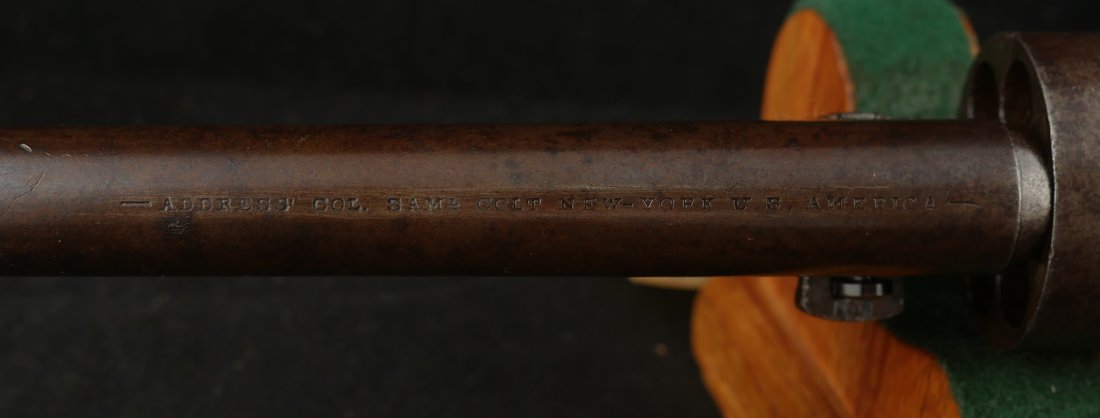 — ADDRESS COL. SAML COLT NEW-YORK U.S. AMERICA —